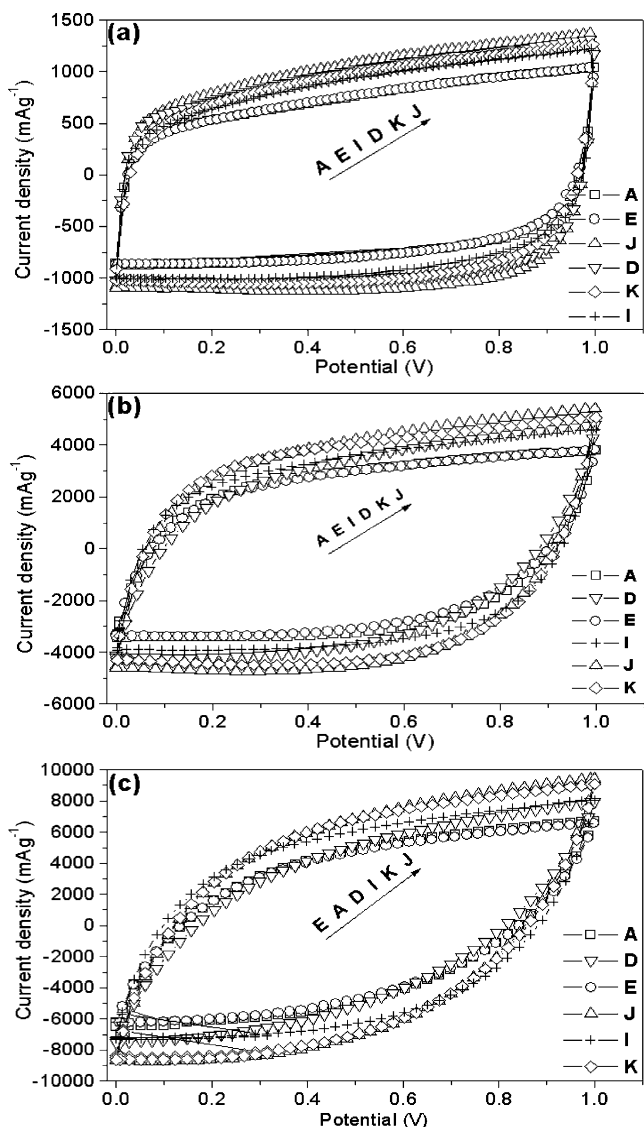 (a)
1500
1000
500
0
-500
-1000
-1500
Current density (mAg-1)
A E I D K J
A
E
J
D
K
I
0.0 0.2 0.4 0.6 0.8 1.0
Potential (V)
(b)
6000
4000
2000
0
-2000
-4000
-6000
Current density (mAg-1)
A E I D K J
A
D
E
I
J
K
0.0 0.2 0.4 0.6 0.8 1.0
Potential (V)
(c)
10000
8000
6000
4000
2000
0
-2000
-4000
-6000
-8000
-10000
Current density (mAg-1)
E A D I K J
A
D
E
J
I
K
0.0 0.2 0.4 0.6 0.8 1.0
Potential (V)